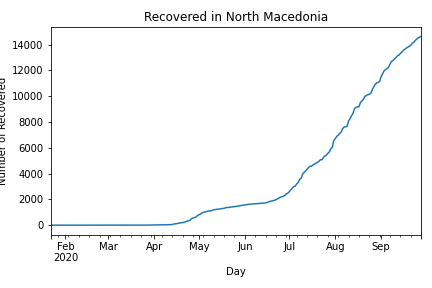 Recovered in North Macedonia
14000
12000
10000
8000
6000
4000
2000
0
Number of Recovered
Feb Mar Apr May Jun Jul Aug Sep
2020
Day